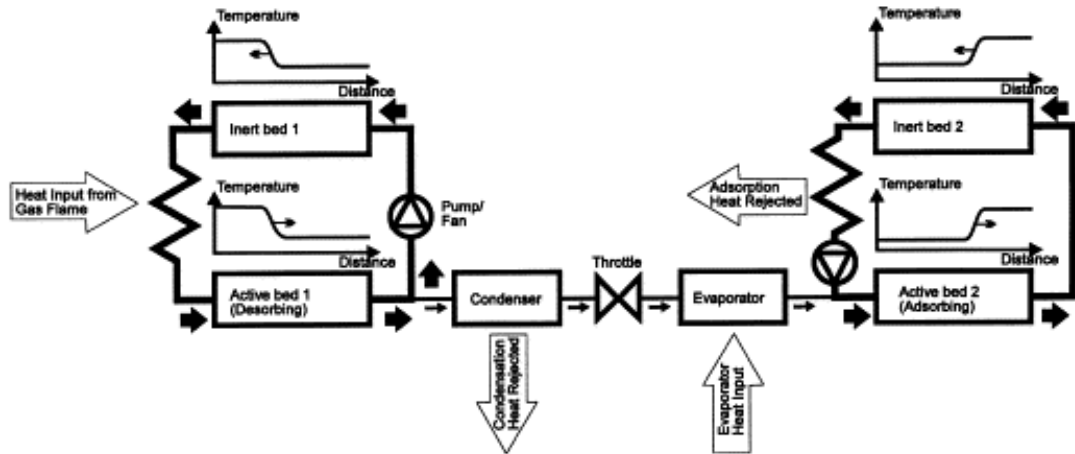 Temperature
Distance
Inert bed 1
Heat Input from
Gas Flame
Temperature
Distance
Pump/
Fan
Active bed 1
(Desorbing)
Condenser
Throttle
Evaporator
Condensation
Heat Rejected
Evaporator
Heat Input
Temperature
Distance
Inert bed 2
Adsorption
Heat Rejected
Temperature
Distance
Active bed 2
(Adsorbing)